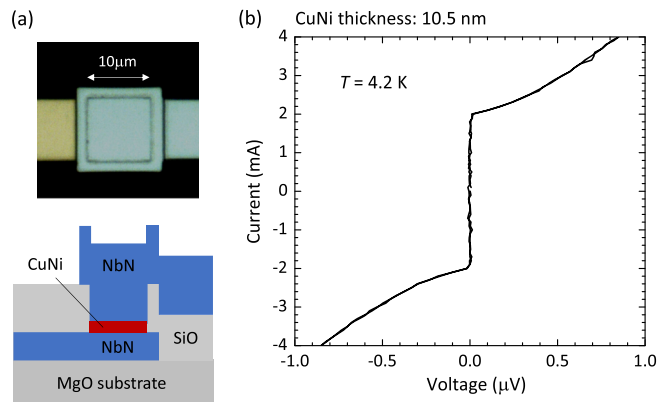 (a)
10μm
CuNi
NbN
SiO
NbN
MgO substrate
(b)
CuNi thickness: 10.5 nm
T = 4.2 K
Current (mA)
4
3
2
1
0
-1
-2
-3
-4
-1.0
-0.5
0.0
0.5
1.0
Voltage (μV)